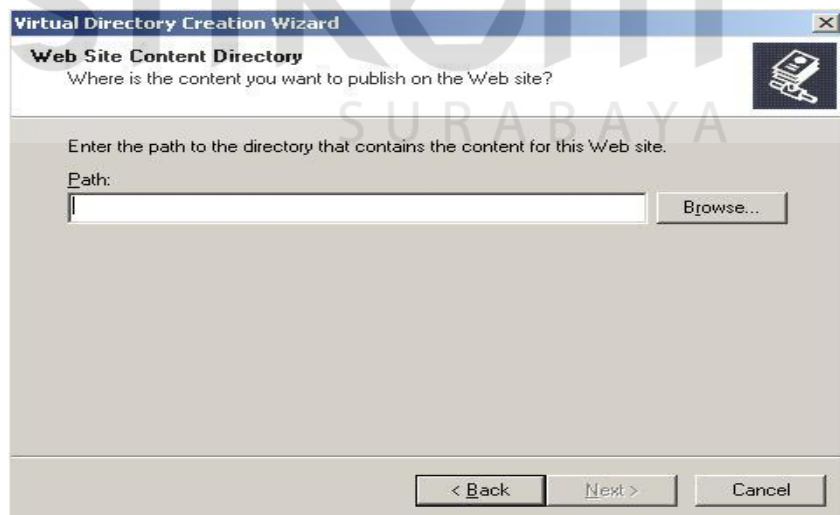 Virtual Directory Creation Wizard
Web Site Content Directory
Where is the content you want to publish on the Web site?
SURABAYA
Enter the path to the directory that contains the content for this Web site.
Path:
Browse...
< Back Next > Cancel